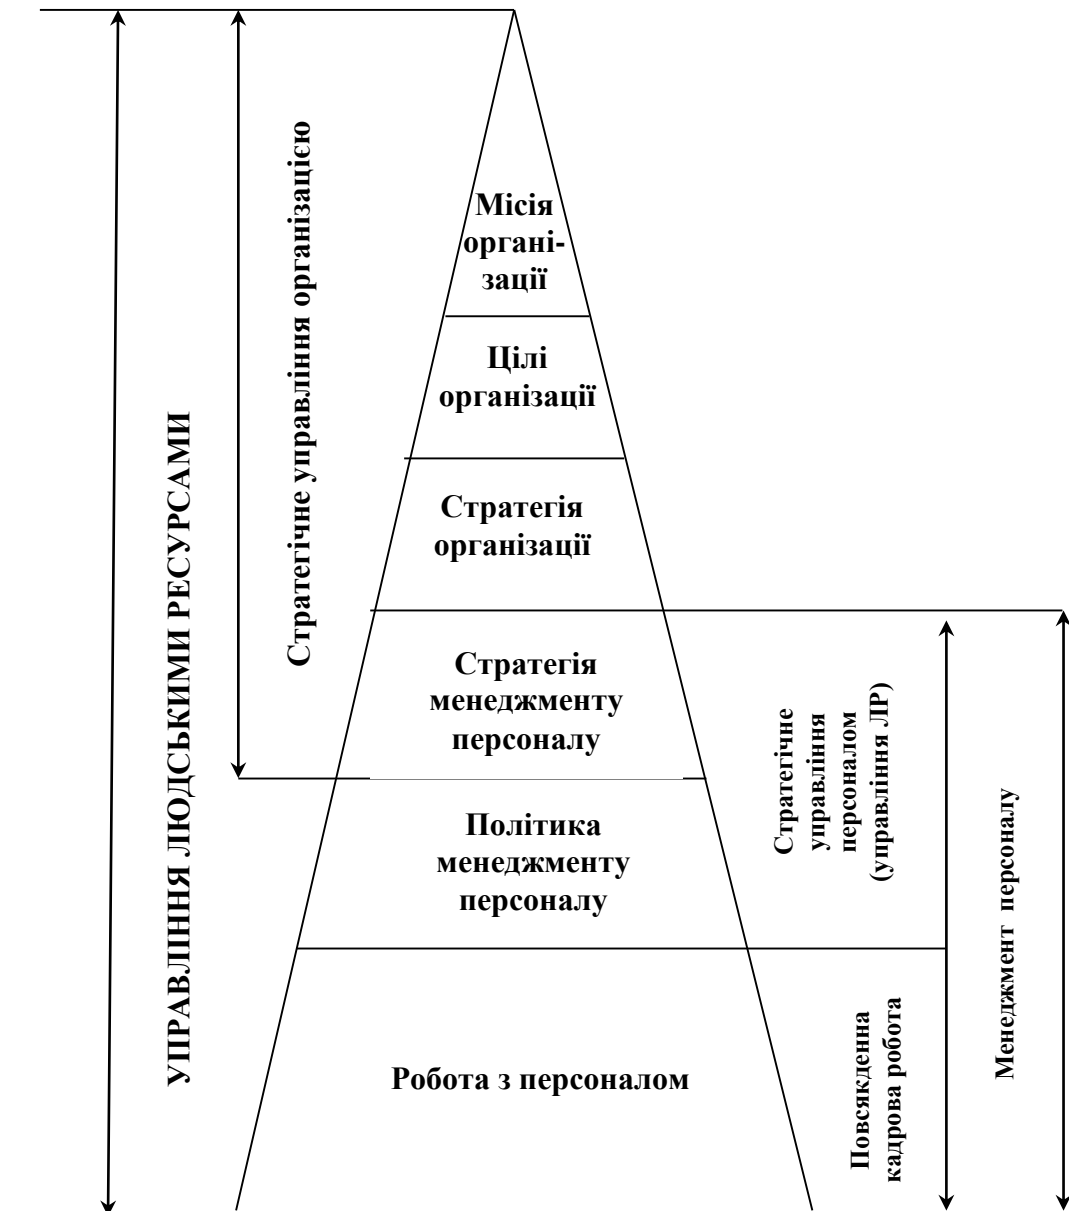 УПРАВЛІННЯ ЛЮДСЬКИМИ РЕСУРСАМИ
Стратегічне управління організацією
Місія
органі-
зації
Цілі
організації
Стратегія
організації
Стратегія
менеджменту
персоналу
Політика
менеджменту
персоналу
Робота з персоналом
Стратегічне
управління
персоналом
(управління ЛР)
Повсякденна
кадрова робота
Менеджмент персоналу